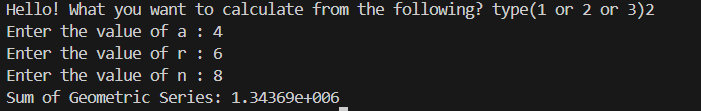 Hello! What you want to calculate from the following? type(1 or 2 or 3)2
Enter the value of a : 4
Enter the value of r : 6
Enter the value of n : 8
Sum of Geometric Series: 1.34369e+006